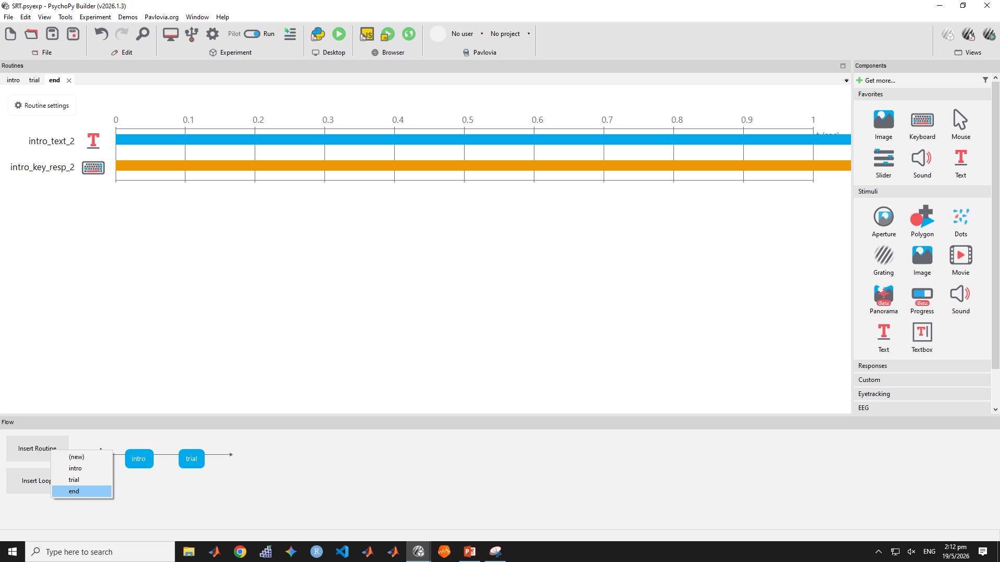 SRT.psyexp - PsychoPy Builder (v2026.1.3)
File Edit View Tools Experiment Demos Pavlovia.org Window Help
Pilot Run No user No project
File Edit Experiment Desktop Browser Pavlovia Views
Routines
Components
intro trial end
Get more...
Routine settings
Favorites
0 0.1 0.2 0.3 0.4 0.5 0.6 0.7 0.8 0.9 1
intro_text_2
intro_key_resp_2
Image Keyboard Mouse
Slider Sound Text
Stimuli
Aperture Polygon Dots
Grating Image Movie
Beta Beta
Panorama Progress Sound
Text Textbox
Responses
Custom
Eyetracking
EEG
Flow
Insert Routine
Insert Loop
(new)
intro
trial
end
intro trial
Type here to search
ENG
2:12 pm
19/5/2026